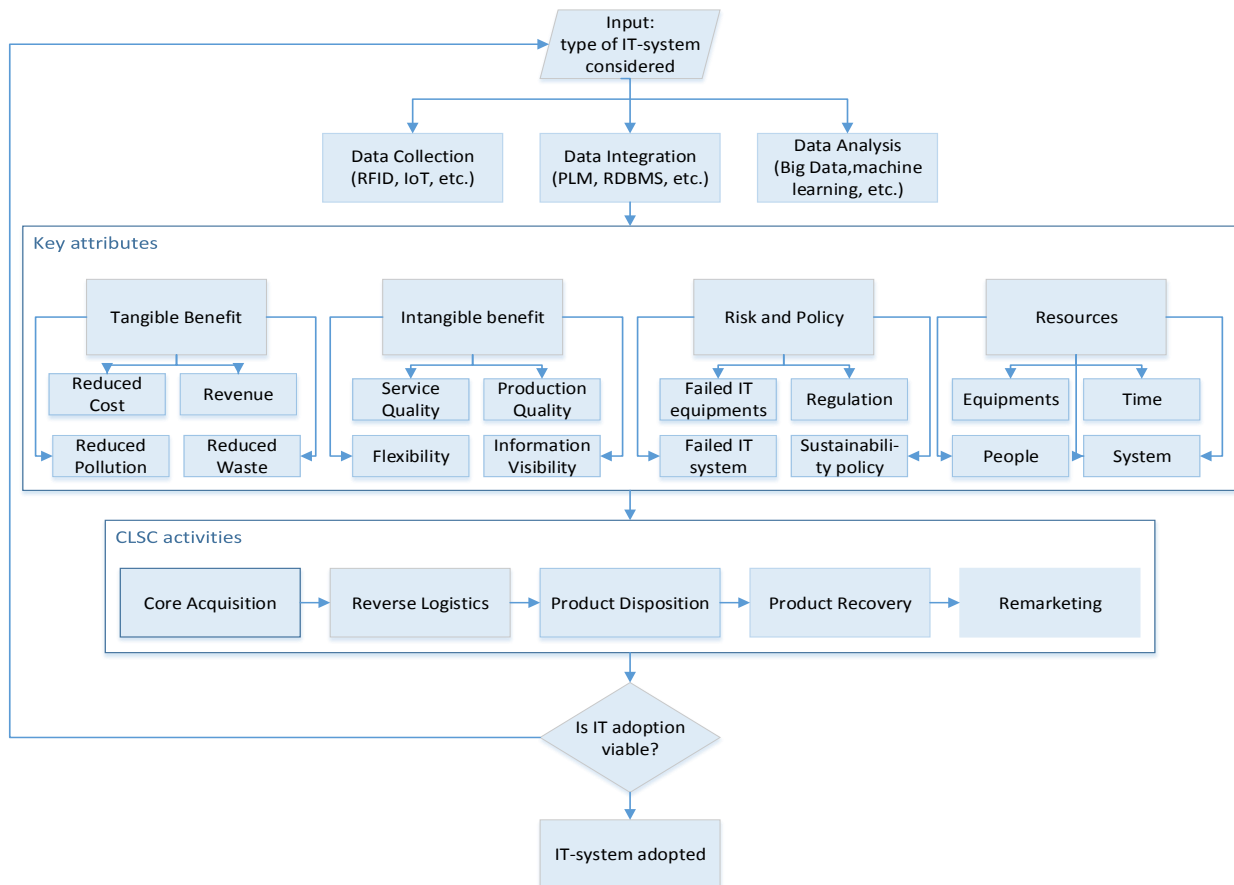 Input:
type of IT-system
considered
Data Collection
(RFID, IoT, etc.)
Data Integration
(PLM, RDBMS, etc.)
Data Analysis
(Big Data,machine
learning, etc.)
Key attributes
Tangible Benefit
Intangible benefit
Risk and Policy
Resources
Reduced
Cost
Revenue
Service
Quality
Production
Quality
Failed IT
equipments
Regulation
Equipments
Time
Reduced
Pollution
Reduced
Waste
Flexibility
Information
Visibility
Failed IT
system
Sustainabili-
ty policy
People
System
CLSC activities
Core Acquisition
Reverse Logistics
Product Disposition
Product Recovery
Remarketing
Is IT adoption
viable?
IT-system adopted